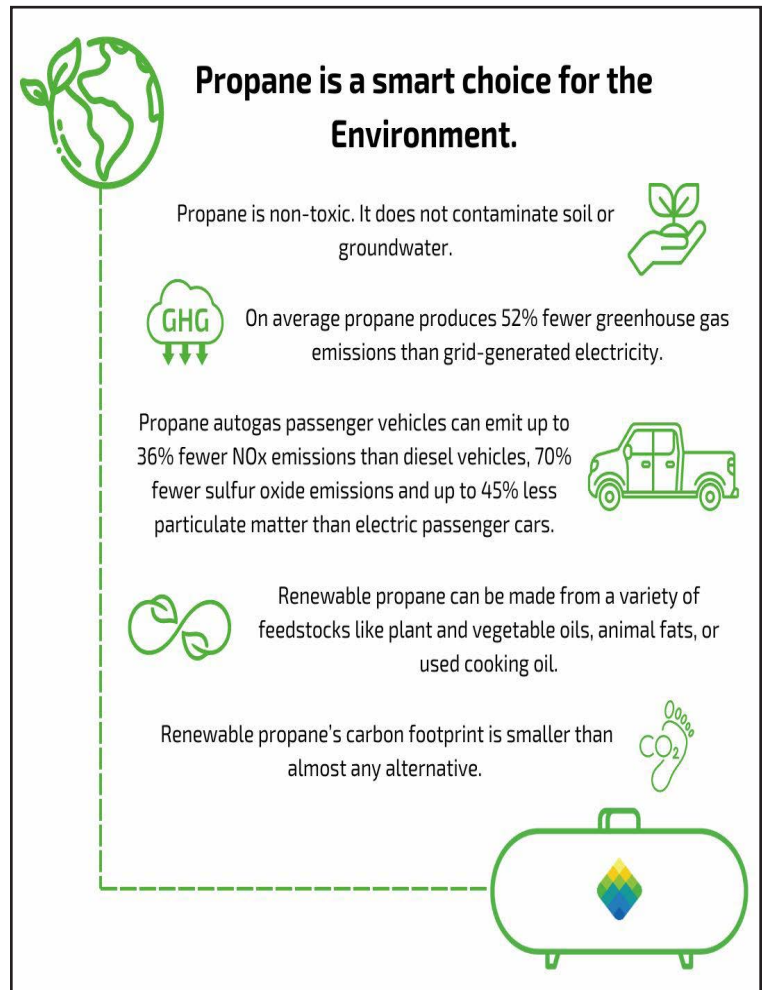 Propane is a smart choice for the
Environment.
Propane is non-toxic. It does not contaminate soil or
groundwater.
GHG
On average propane produces 52% fewer greenhouse gas
emissions than grid-generated electricity.
Propane autogas passenger vehicles can emit up to
36% fewer NOx emissions than diesel vehicles, 70%
fewer sulfur oxide emissions and up to 45% less
particulate matter than electric passenger cars.
Renewable propane can be made from a variety of
feedstocks like plant and vegetable oils, animal fats, or
used cooking oil.
Renewable propane's carbon footprint is smaller than
almost any alternative.
CO2